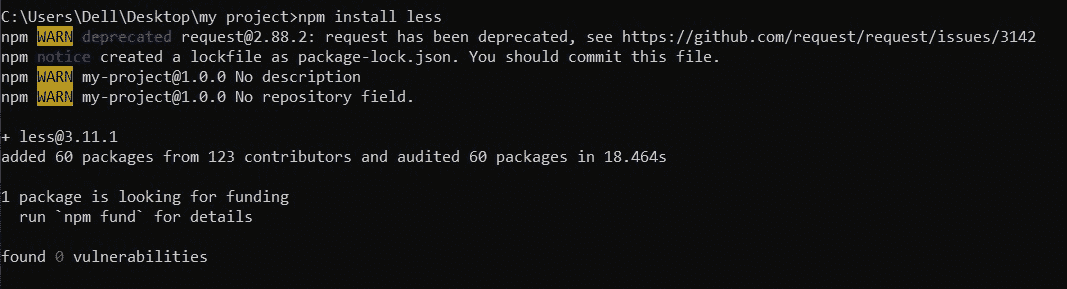 C:\Users\Dell\Desktop\my project>npm install less
npm WARN deprecated request@2.88.2: request has been deprecated, see https://github.com/request/request/issues/3142
npm notice created a lockfile as package-lock.json. You should commit this file.
npm WARN my-project@1.0.0 No description
npm WARN my-project@1.0.0 No repository field.
+ less@3.11.1
added 60 packages from 123 contributors and audited 60 packages in 18.464s
1 package is looking for funding
run `npm fund` for details
found 0 vulnerabilities